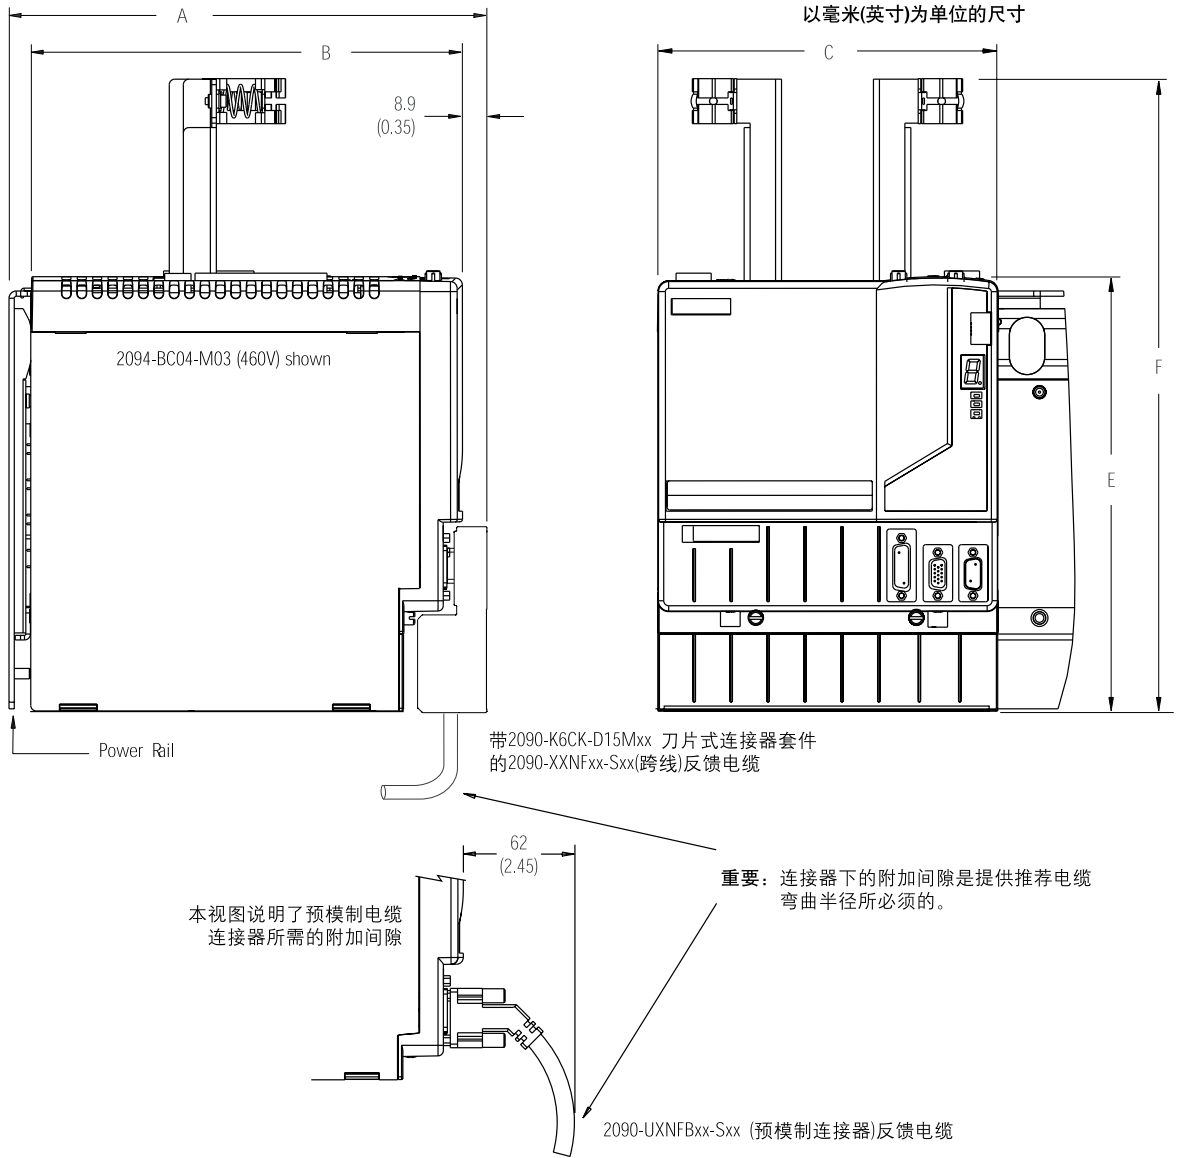 A
以毫米(英寸)为单位的尺寸
B
C
8.9
(0.35)
2094-BC04-M03 (460V) shown
F
E
Power Rail
带2090-K6CK-D15Mxx 刀片式连接器套件
的2090-XXNFxx-Sxx(跨线)反馈电缆
62
(2.45)
重要：连接器下的附加间隙是提供推荐电缆
弯曲半径所必须的。
本视图说明了预模制电缆
连接器所需的附加间隙
2090-UXNFBxx-Sxx (预模制连接器)反馈电缆